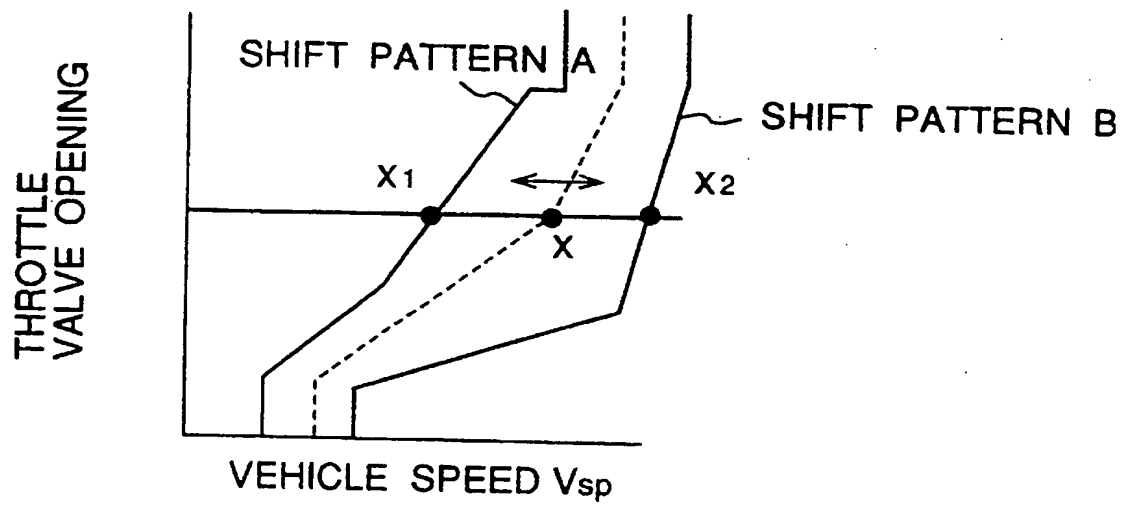 SHIFT PATTERN A
SHIFT PATTERN B
X1
X2
X
THROTTLE
VALVE OPENING
VEHICLE SPEED Vsp